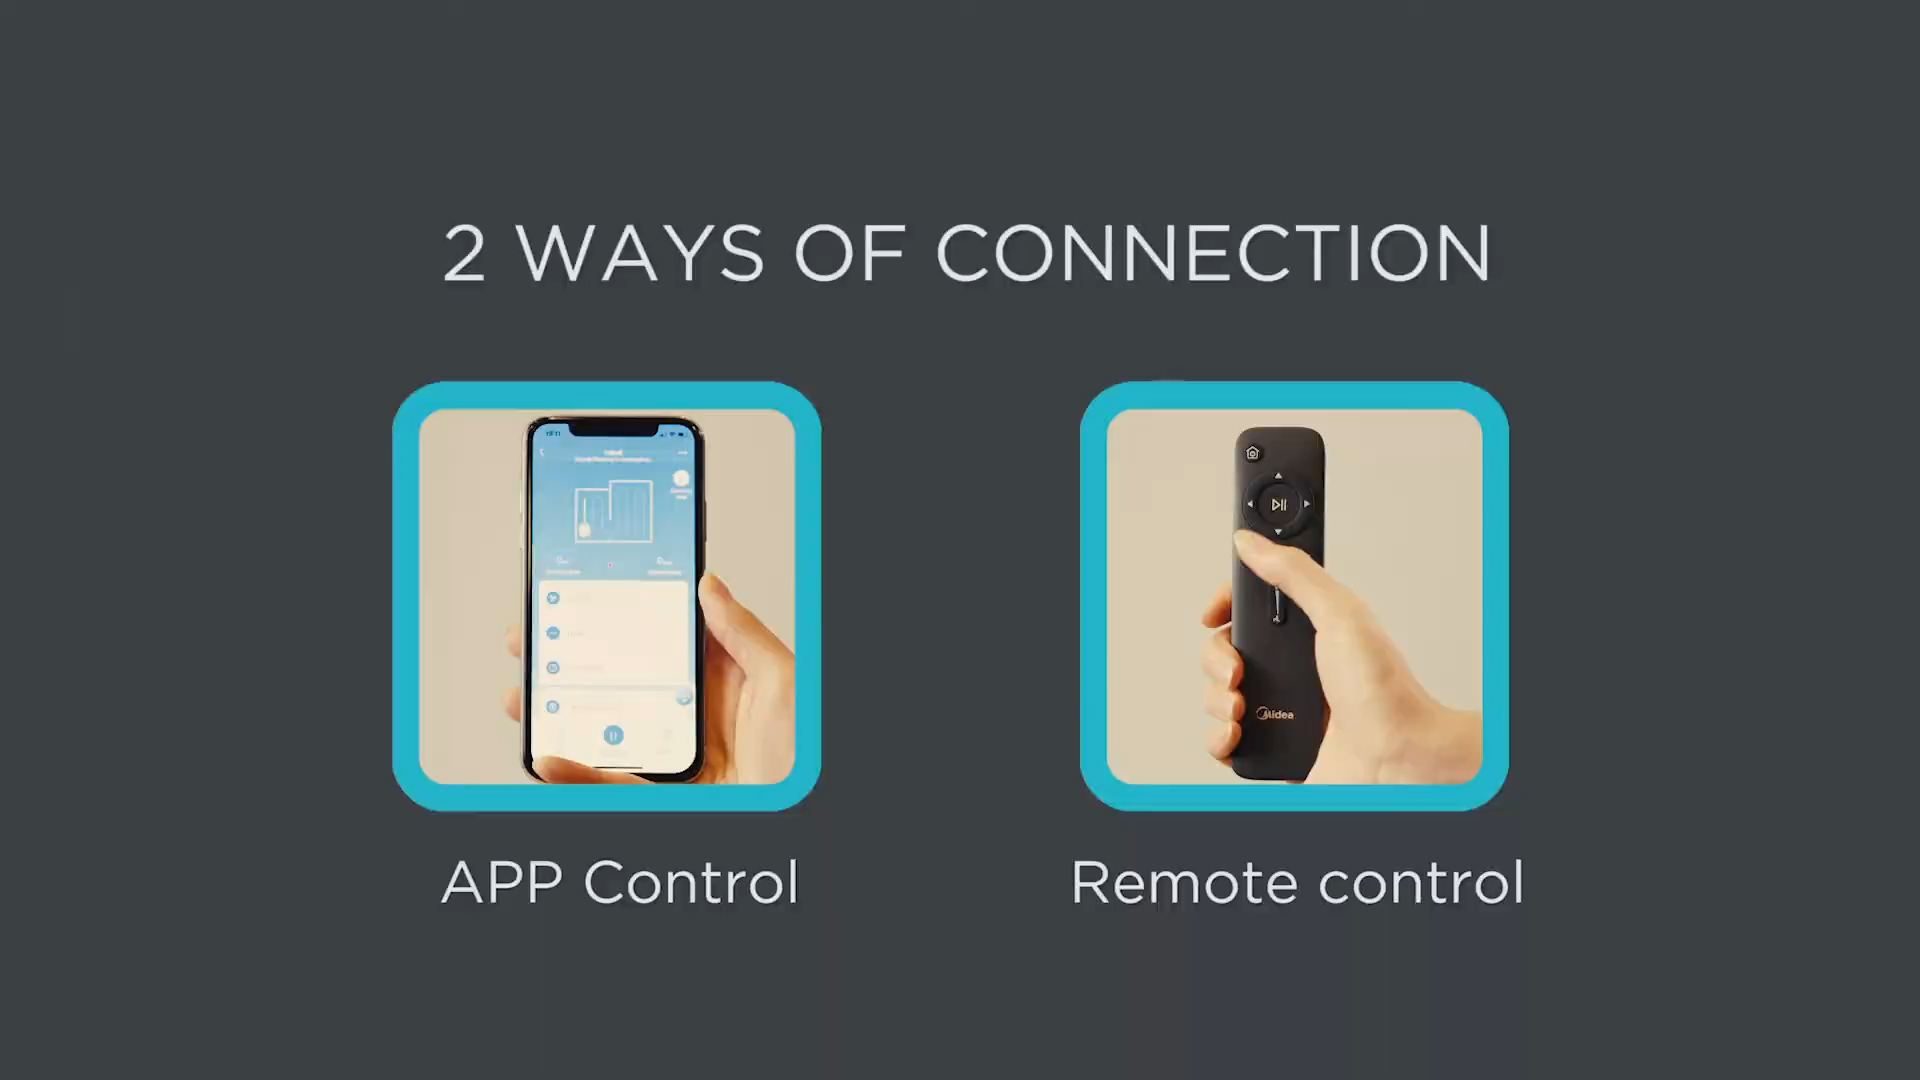 2 WAYS OF CONNECTION
Midea
APP Control
Remote control